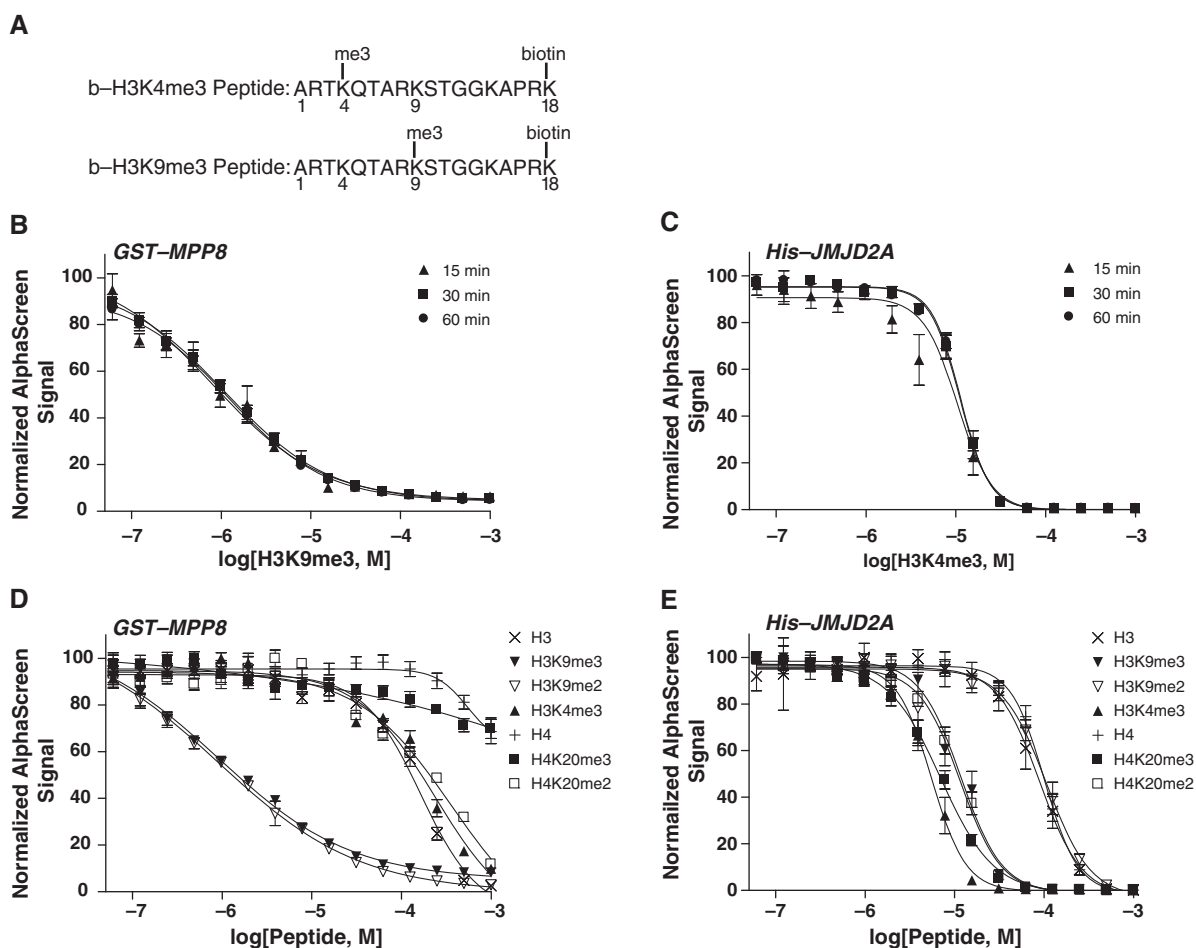 A
me3 biotin
b–H3K4me3 Peptide: ARTKQTARKSTGGKAPRK
1 4 9 18
me3 biotin
b–H3K9me3 Peptide: ARTKQTARKSTGGKAPRK
1 4 9 18
B
GST–MPP8
Normalized AlphaScreen
Signal
100
80
60
40
20
0
15 min
30 min
60 min
–7 –6 –5 –4 –3
log[H3K9me3, M]
C
His–JMJD2A
Normalized AlphaScreen
Signal
100
80
60
40
20
0
15 min
30 min
60 min
–7 –6 –5 –4 –3
log[H3K4me3, M]
D
GST–MPP8
Normalized AlphaScreen
Signal
100
80
60
40
20
0
H3
H3K9me3
H3K9me2
H3K4me3
H4
H4K20me3
H4K20me2
–7 –6 –5 –4 –3
log[Peptide, M]
E
His–JMJD2A
Normailzed AlphaScreen
Signal
100
80
60
40
20
0
H3
H3K9me3
H3K9me2
H3K4me3
H4
H4K20me3
H4K20me2
–7 –6 –5 –4 –3
log[Peptide, M]